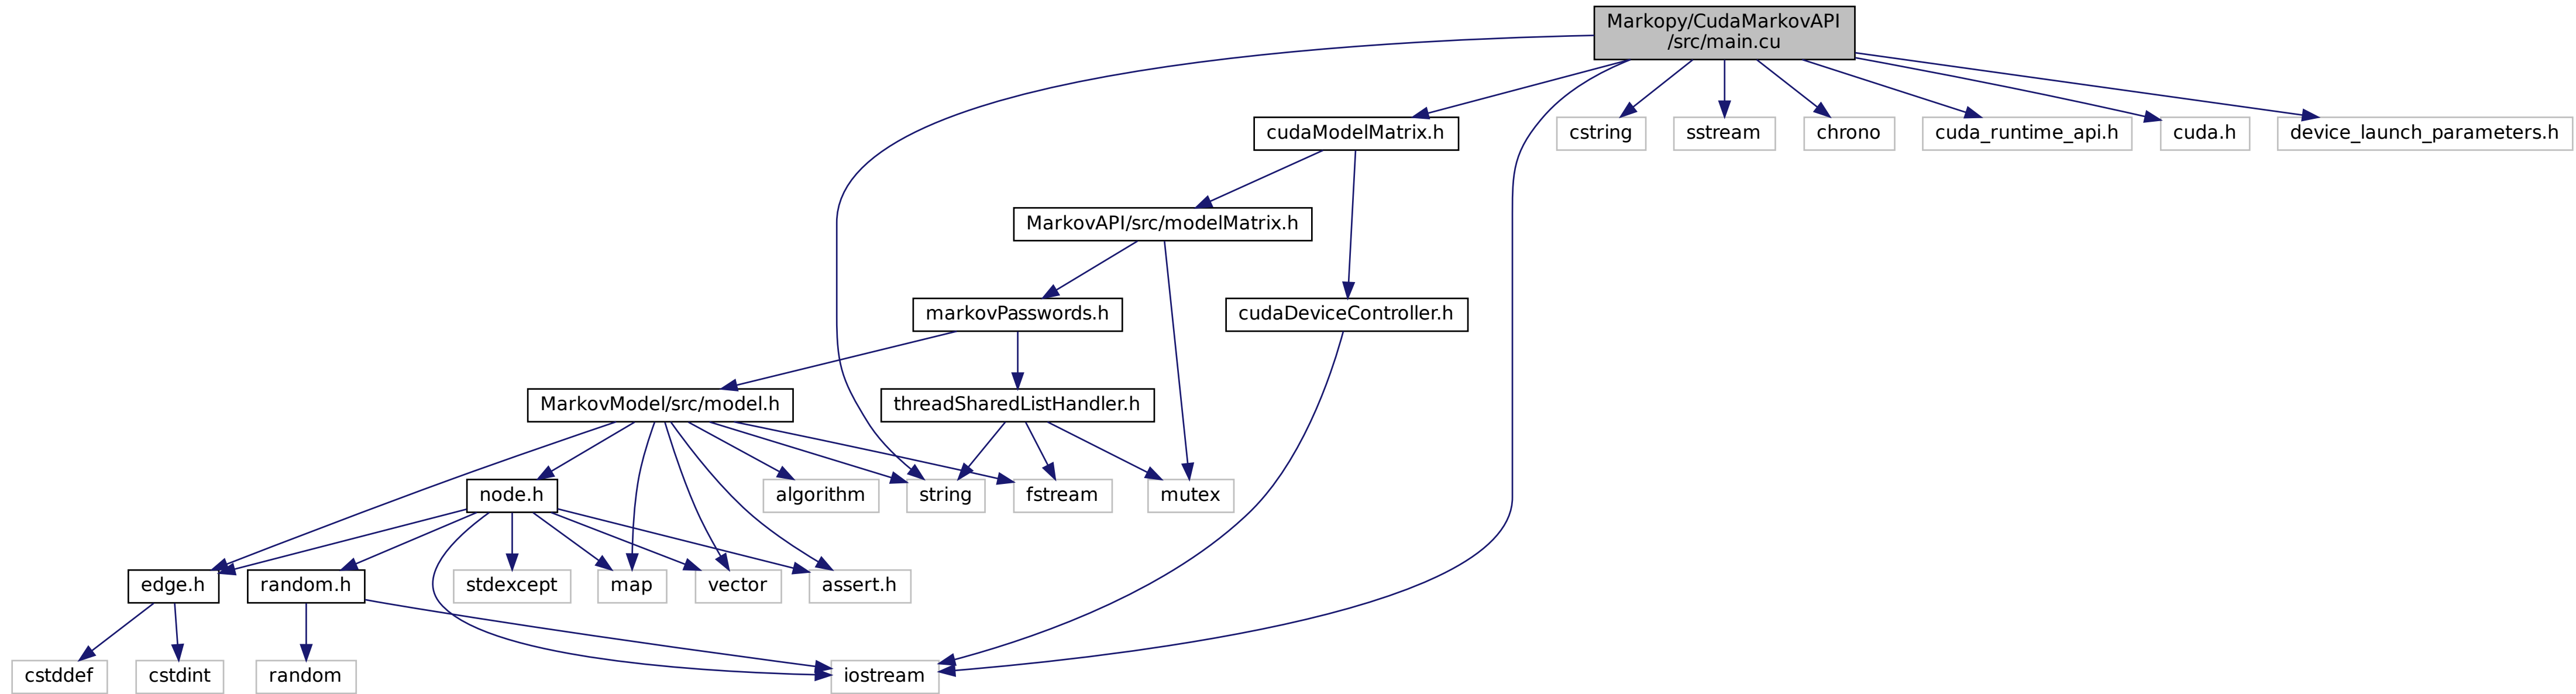 Markopy/CudaMarkovAPI
/src/main.cu
cudaModelMatrix.h
cstring
sstream
chrono
cuda_runtime_api.h
cuda.h
device_launch_parameters.h
MarkovAPI/src/modelMatrix.h
markovPasswords.h
cudaDeviceController.h
MarkovModel/src/model.h
threadSharedListHandler.h
node.h
algorithm
string
fstream
mutex
edge.h
random.h
stdexcept
map
vector
assert.h
cstddef
cstdint
random
iostream